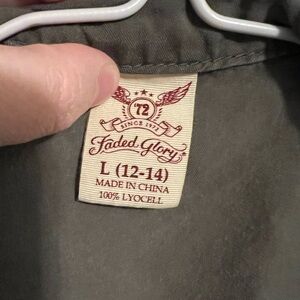 '72
SINCE 1972
Faded Glory
L (12-14)
MADE IN CHINA
100% LYOCELL